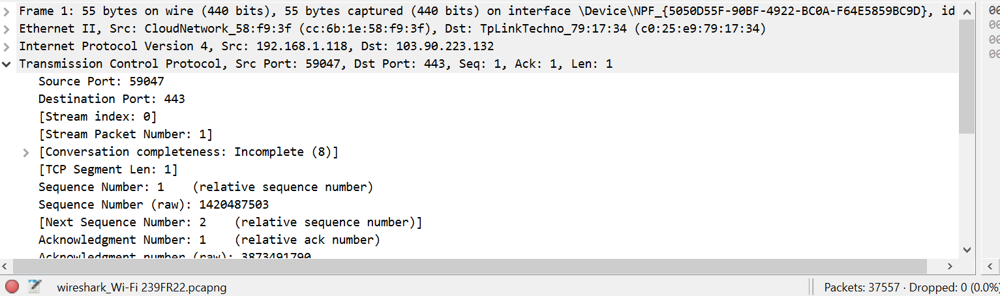 Frame 1: 55 bytes on wire (440 bits), 55 bytes captured (440 bits) on interface \Device\NPF_{5050D55F-90BF-4922-BC0A-F64E5859BC9D}, id
Ethernet II, Src: CloudNetwork_58:f9:3f (cc:6b:1e:58:f9:3f), Dst: TpLinkTechno_79:17:34 (c0:25:e9:79:17:34)
Internet Protocol Version 4, Src: 192.168.1.118, Dst: 103.90.223.132
Transmission Control Protocol, Src Port: 59047, Dst Port: 443, Seq: 1, Ack: 1, Len: 1
Source Port: 59047
Destination Port: 443
[Stream index: 0]
[Stream Packet Number: 1]
[Conversation completeness: Incomplete (8)]
[TCP Segment Len: 1]
Sequence Number: 1    (relative sequence number)
Sequence Number (raw): 1420487503
[Next Sequence Number: 2    (relative sequence number)]
Acknowledgment Number: 1    (relative ack number)
Acknowledgment number (raw): 3873491790
wireshark_Wi-Fi 239FR22.pcapng
Packets: 37557 · Dropped: 0 (0.0%)